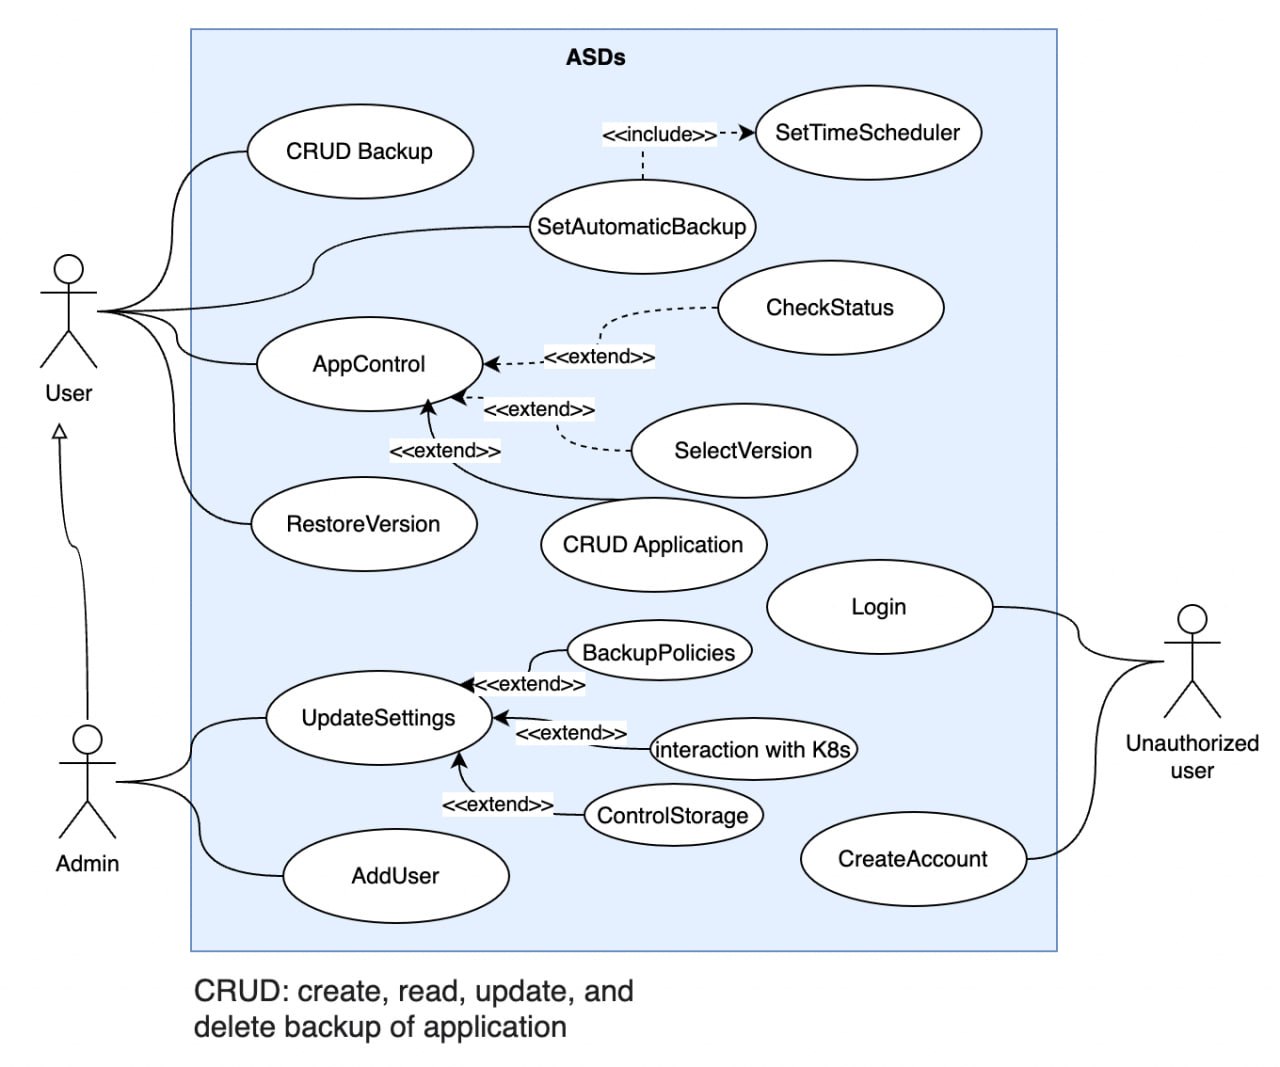 ASDs
CRUD Backup
<<include>>
SetTimeScheduler
SetAutomaticBackup
CheckStatus
<<extend>>
AppControl
User
<<extend>>
<<extend>>
SelectVersion
RestoreVersion
CRUD Application
Login
BackupPolicies
<<extend>>
UpdateSettings
<<extend>>
interaction with K8s
<<extend>>
ControlStorage
Unauthorized
user
Admin
AddUser
CreateAccount
CRUD: create, read, update, and
delete backup of application